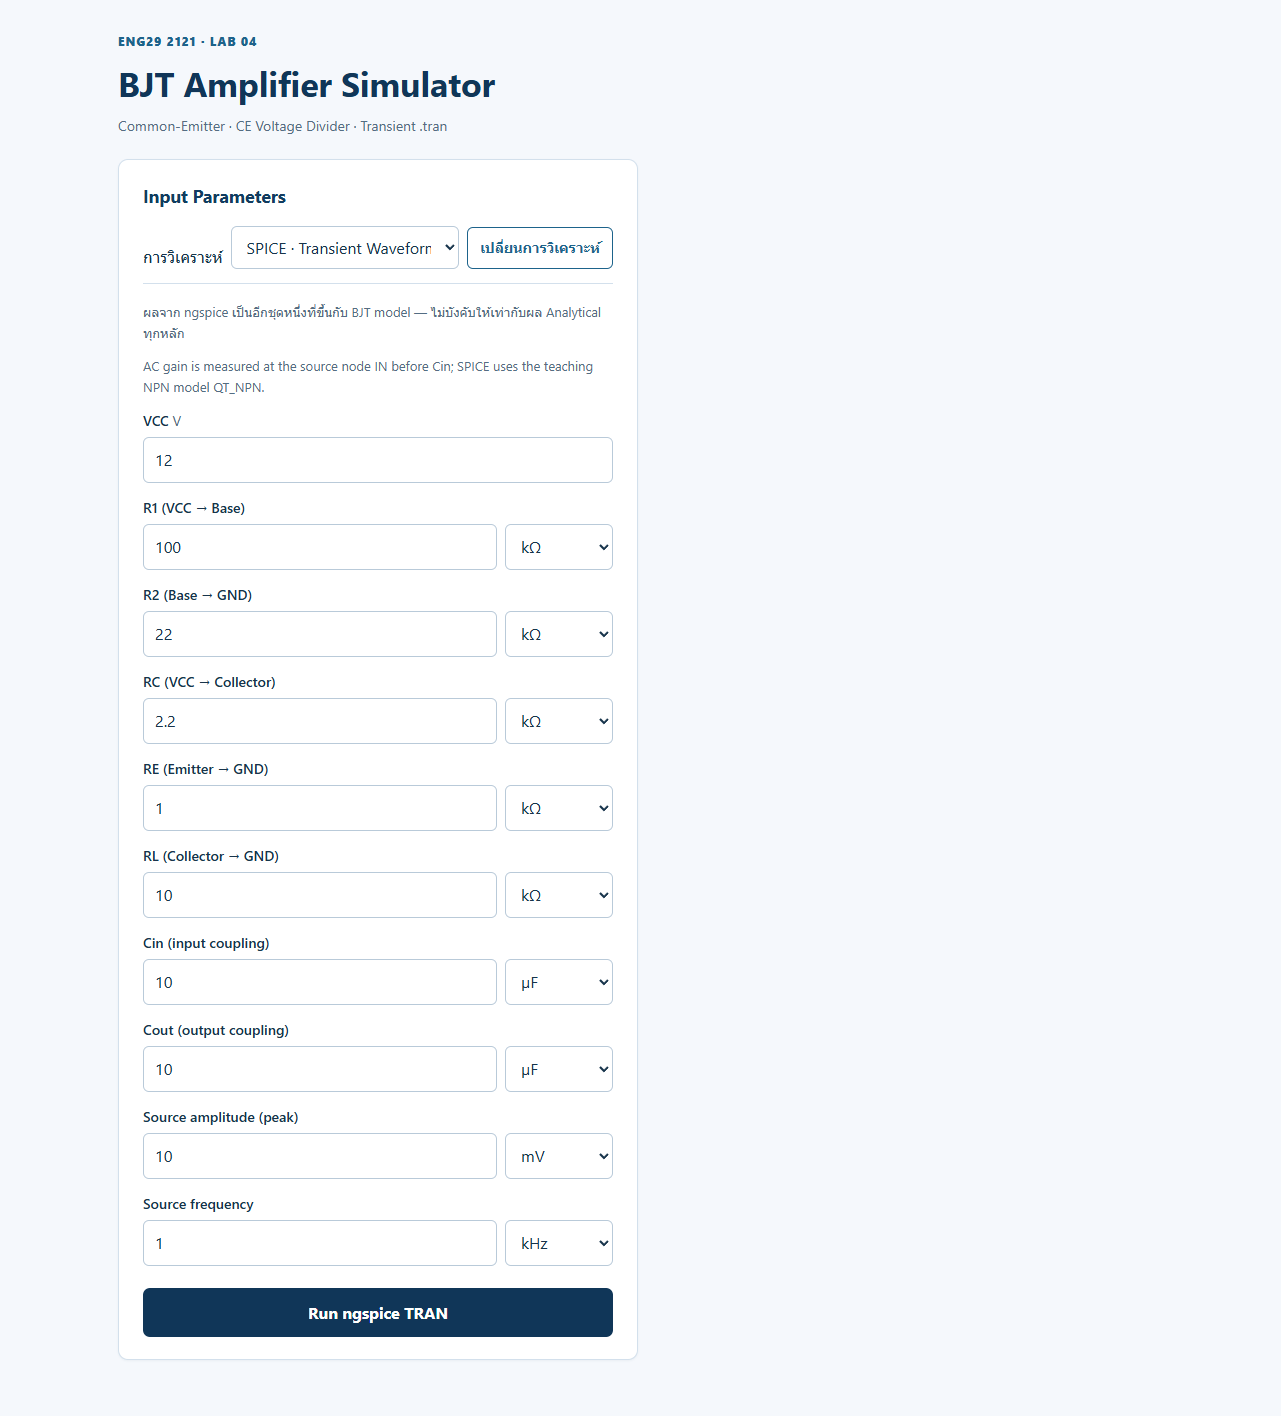 ENG29 2121 · LAB 04
BJT Amplifier Simulator
Common-Emitter · CE Voltage Divider · Transient .tran
Input Parameters
การวิเคราะห์
SPICE · Transient Waveform
เปลี่ยนการวิเคราะห์
ผลจาก ngspice เป็นอีกชุดหนึ่งที่ขึ้นกับ BJT model — ไม่บังคับให้เท่ากับผล Analytical
ทุกหลัก
AC gain is measured at the source node IN before Cin; SPICE uses the teaching
NPN model QT_NPN.
VCC V
12
R1 (VCC → Base)
100 kΩ
R2 (Base → GND)
22 kΩ
RC (VCC → Collector)
2.2 kΩ
RE (Emitter → GND)
1 kΩ
RL (Collector → GND)
10 kΩ
Cin (input coupling)
10 µF
Cout (output coupling)
10 µF
Source amplitude (peak)
10 mV
Source frequency
1 kHz
Run ngspice TRAN